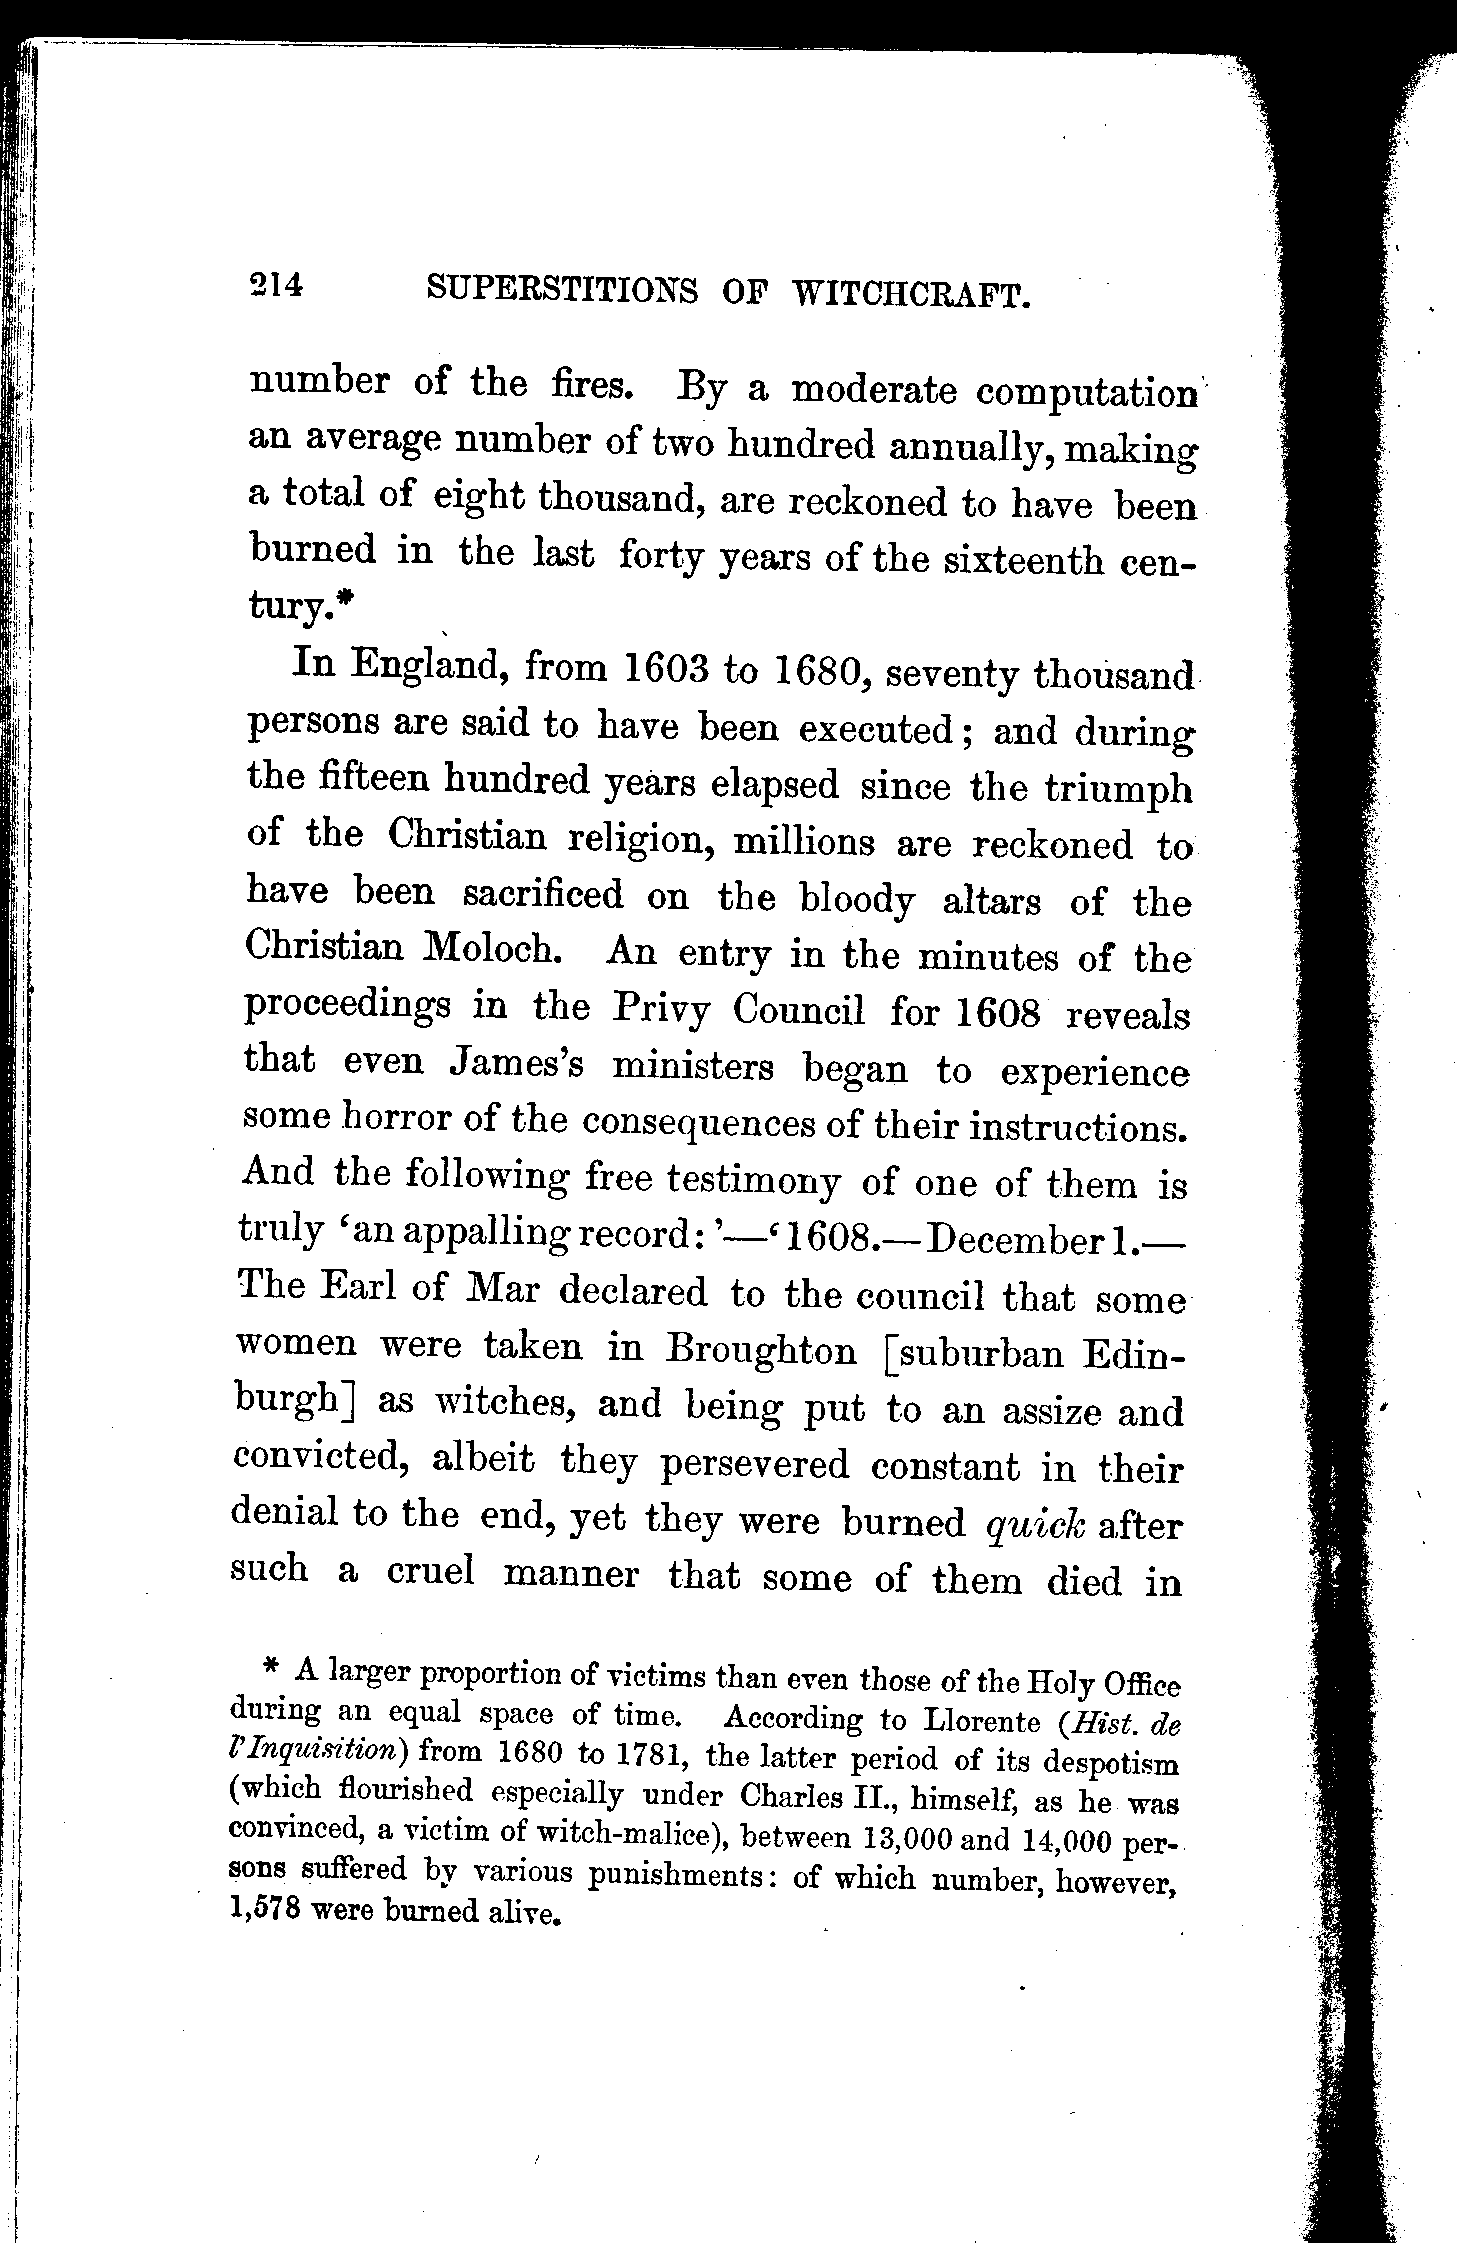 214 SUPERSTITIONS OF WITCHCRAFT.
number of the fires. By a moderate computation
an average number of two hundred annually, making
a total of eight thousand, are reckoned to have been
burned in the last forty years of the sixteenth cen-
tury.*
In England, from 1603 to 1680, seventy thousand
persons are said to have been executed; and during
the fifteen hundred years elapsed since the triumph
of the Christian religion, millions are reckoned to
have been sacrificed on the bloody altars of the
Christian Moloch. An entry in the minutes of the
proceedings in the Privy Council for 1608 reveals
that even James's ministers began to experience
some horror of the consequences of their instructions.
And the following free testimony of one of them is
truly ‘an appalling record:’—‘1608.—December 1.—
The Earl of Mar declared to the council that some
women were taken in Broughton [suburban Edin-
burgh] as witches, and being put to an assize and
convicted, albeit they persevered constant in their
denial to the end, yet they were burned quick after
such a cruel manner that some of them died in
* A larger proportion of victims than even those of the Holy Office
during an equal space of time. According to Llorente (Hist. de
l'Inquisition) from 1680 to 1781, the latter period of its despotism
(which flourished especially under Charles II., himself, as he was
convinced, a victim of witch-malice), between 13,000 and 14,000 per-
sons suffered by various punishments: of which number, however,
1,578 were burned alive.